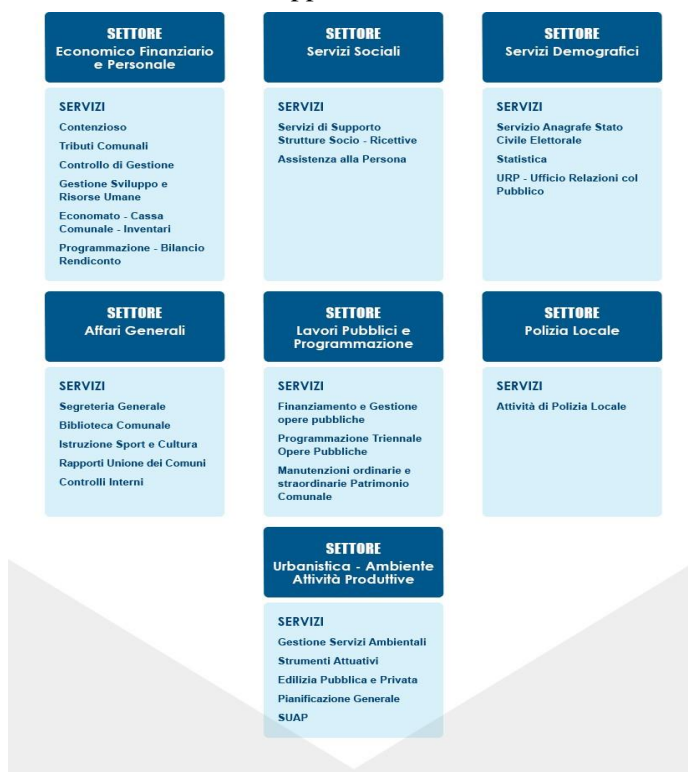 SETTORE
Economico Finanziario
e Personale
SERVIZI
Contenzioso
Tributi Comunali
Controllo di Gestione
Gestione Sviluppo e
Risorse Umane
Economato - Cassa
Comunale - Inventari
Programmazione - Bilancio
Rendiconto
SETTORE
Servizi Sociali
SERVIZI
Servizi di Supporto
Strutture Socio - Ricettive
Assistenza alla Persona
SETTORE
Servizi Demografici
SERVIZI
Servizio Anagrafe Stato
Civile Elettorale
Statistica
URP - Ufficio Relazioni col
Pubblico
SETTORE
Affari Generali
SERVIZI
Segreteria Generale
Biblioteca Comunale
Istruzione Sport e Cultura
Rapporti Unione dei Comuni
Controlli Interni
SETTORE
Lavori Pubblici e
Programmazione
SERVIZI
Finanziamento e Gestione
opere pubbliche
Programmazione Triennale
Opere Pubbliche
Manutenzioni ordinarie e
straordinarie Patrimonio
Comunale
SETTORE
Polizia Locale
SERVIZI
Attività di Polizia Locale
SETTORE
Urbanistica - Ambiente
Attività Produttive
SERVIZI
Gestione Servizi Ambientali
Strumenti Attuativi
Edilizia Pubblica e Privata
Pianificazione Generale
SUAP